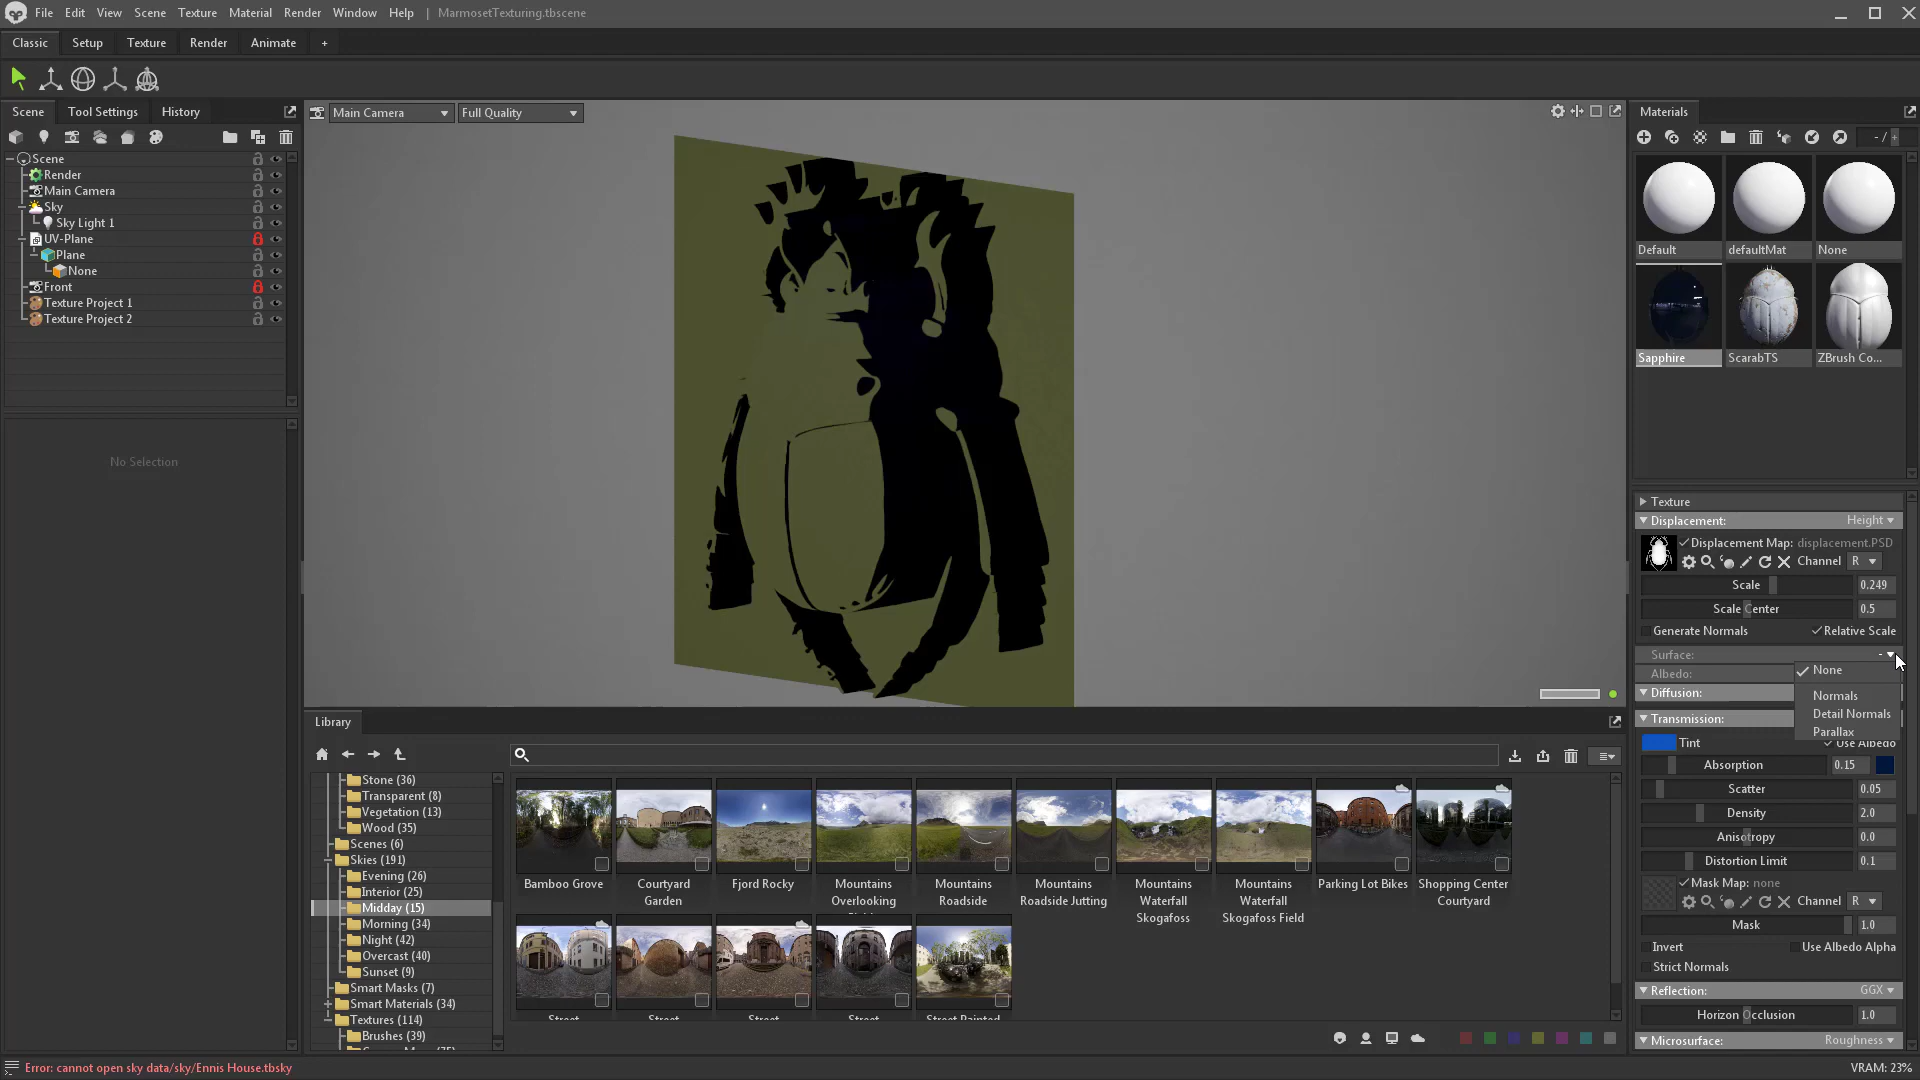 File Edit View Scene Texture Material Render Window Help | MarmosetTexturing.tbscene
Classic Setup Texture Render Animate +
Scene Tool Settings History
Scene
Render
Main Camera
Sky
Sky Light 1
UV-Plane
Plane
None
Front
Texture Project 1
Texture Project 2
No Selection
Main Camera Full Quality
Library
Stone (36)
Transparent (8)
Vegetation (13)
Wood (35)
Scenes (6)
Skies (191)
Evening (26)
Interior (25)
Midday (15)
Morning (34)
Night (42)
Overcast (40)
Sunset (9)
Smart Masks (7)
Smart Materials (34)
Textures (114)
Brushes (39)
Bamboo Grove
Courtyard
Garden
Fjord Rocky
Mountains
Overlooking
Mountains
Roadside
Mountains
Roadside Jutting
Mountains
Waterfall
Skogafoss
Mountains
Waterfall
Skogafoss Field
Parking Lot Bikes
Shopping Center
Courtyard
Street
Street
Street
Street
Street Painted
Materials
- /
Default defaultMat None
Sapphire ScarabTS ZBrush Co...
Texture
Displacement: Height
Displacement Map: displacement.PSD
Channel R
Scale 0.249
Scale Center 0.5
Generate Normals Relative Scale
Surface: -
None
Albedo:
Diffusion:
Normals
Detail Normals
Transmission:
Parallax
Tint Use Albedo
Absorption 0.15
Scatter 0.05
Density 2.0
Anisotropy 0.0
Distortion Limit 0.1
Mask Map: none
Channel R
Mask 1.0
Invert Use Albedo Alpha
Strict Normals
Reflection: GGX
Horizon Occlusion 1.0
Microsurface: Roughness
Error: cannot open sky data/sky/Ennis House.tbsky
VRAM: 23%